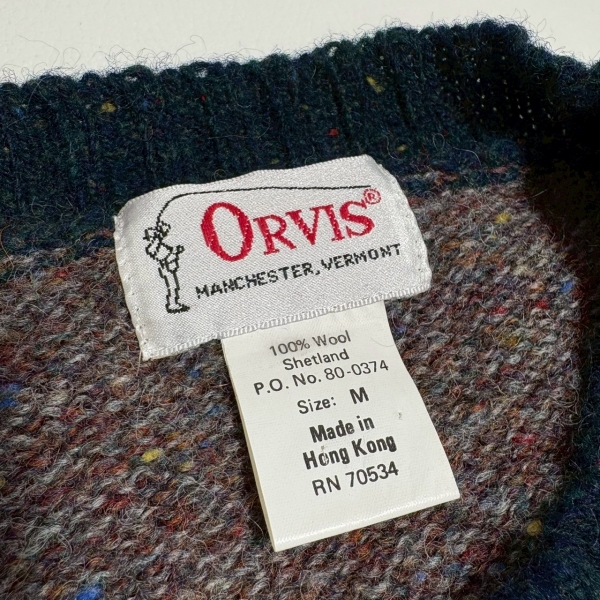 ORVIS®
MANCHESTER, VERMONT
100% Wool
Shetland
P.O. No. 80-0374
Size: M
Made in
Hong Kong
RN 70534